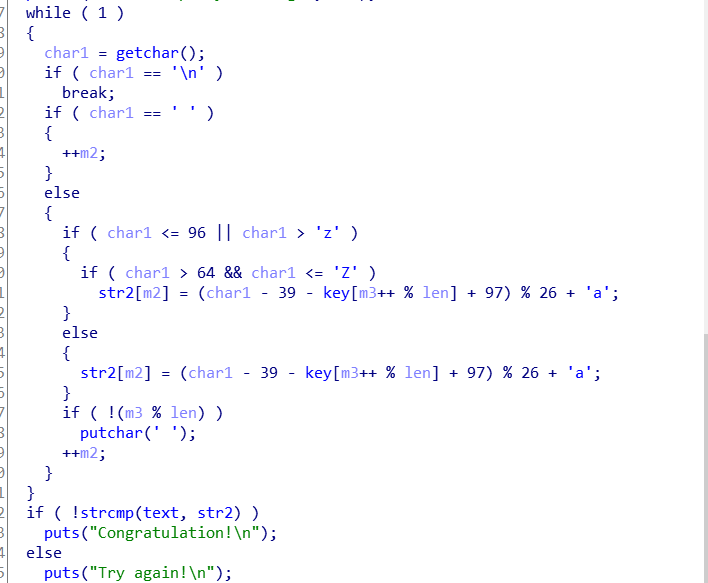 while ( 1 )
{
char1 = getchar();
if ( char1 == '\n' )
break;
if ( char1 == ' ' )
{
++m2;
}
else
{
if ( char1 <= 96 || char1 > 'z' )
{
if ( char1 > 64 && char1 <= 'Z' )
str2[m2] = (char1 - 39 - key[m3++ % len] + 97) % 26 + 'a';
}
else
{
str2[m2] = (char1 - 39 - key[m3++ % len] + 97) % 26 + 'a';
}
if ( !(m3 % len) )
putchar(' ');
++m2;
}
}
if ( !strcmp(text, str2) )
puts("Congratulation!\n");
else
puts("Try again!\n");